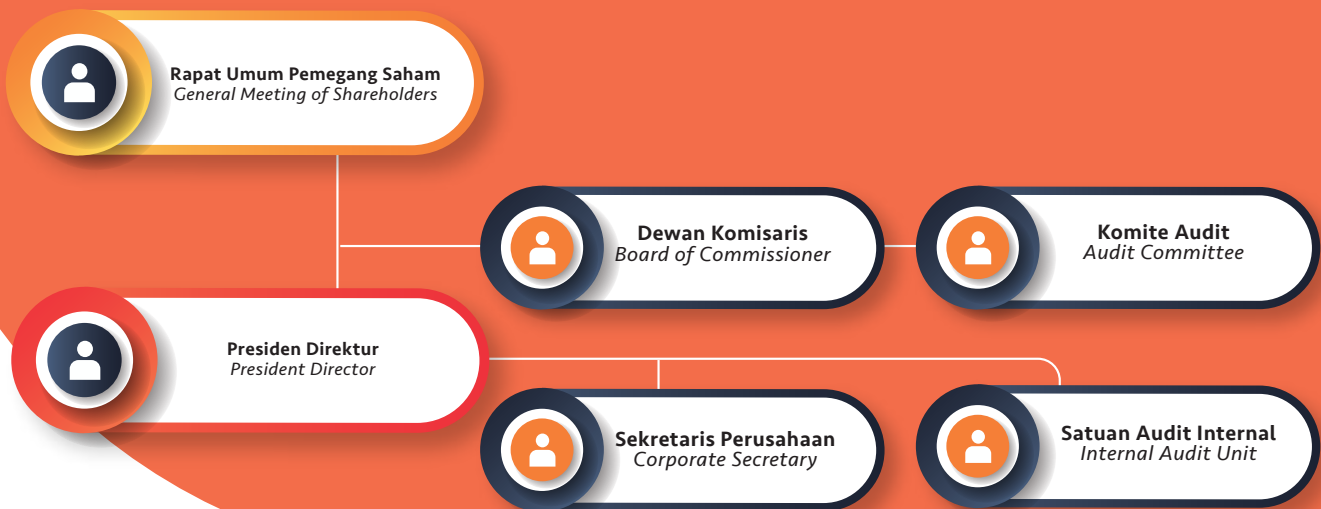 Rapat Umum Pemegang Saham
General Meeting of Shareholders
Dewan Komisaris
Board of Commissioner
Komite Audit
Audit Committee
Presiden Direktur
President Director
Sekretaris Perusahaan
Corporate Secretary
Satuan Audit Internal
Internal Audit Unit